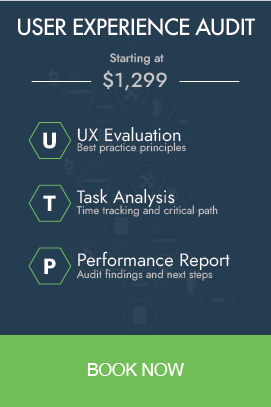 USER EXPERIENCE AUDIT
Starting at
$1,299
U
UX Evaluation
Best practice principles
T
Task Analysis
Time tracking and critical path
P
Performance Report
Audit findings and next steps
BOOK NOW